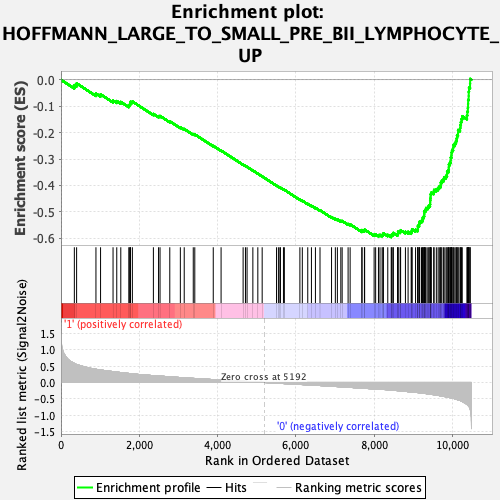 Enrichment plot:
HOFFMANN_LARGE_TO_SMALL_PRE_BII_LYMPHOCYTE_
UP
Enrichment score (ES)
0.0
-0.1
-0.2
-0.3
-0.4
-0.5
-0.6
'1' (positively correlated)
Ranked list metric (Signal2Noise)
1.5
1.0
0.5
0.0
-0.5
-1.0
-1.5
Zero cross at 5192
'0' (negatively correlated)
0 2,000 4,000 6,000 8,000 10,000
Rank in Ordered Dataset
Enrichment profile Hits Ranking metric scores